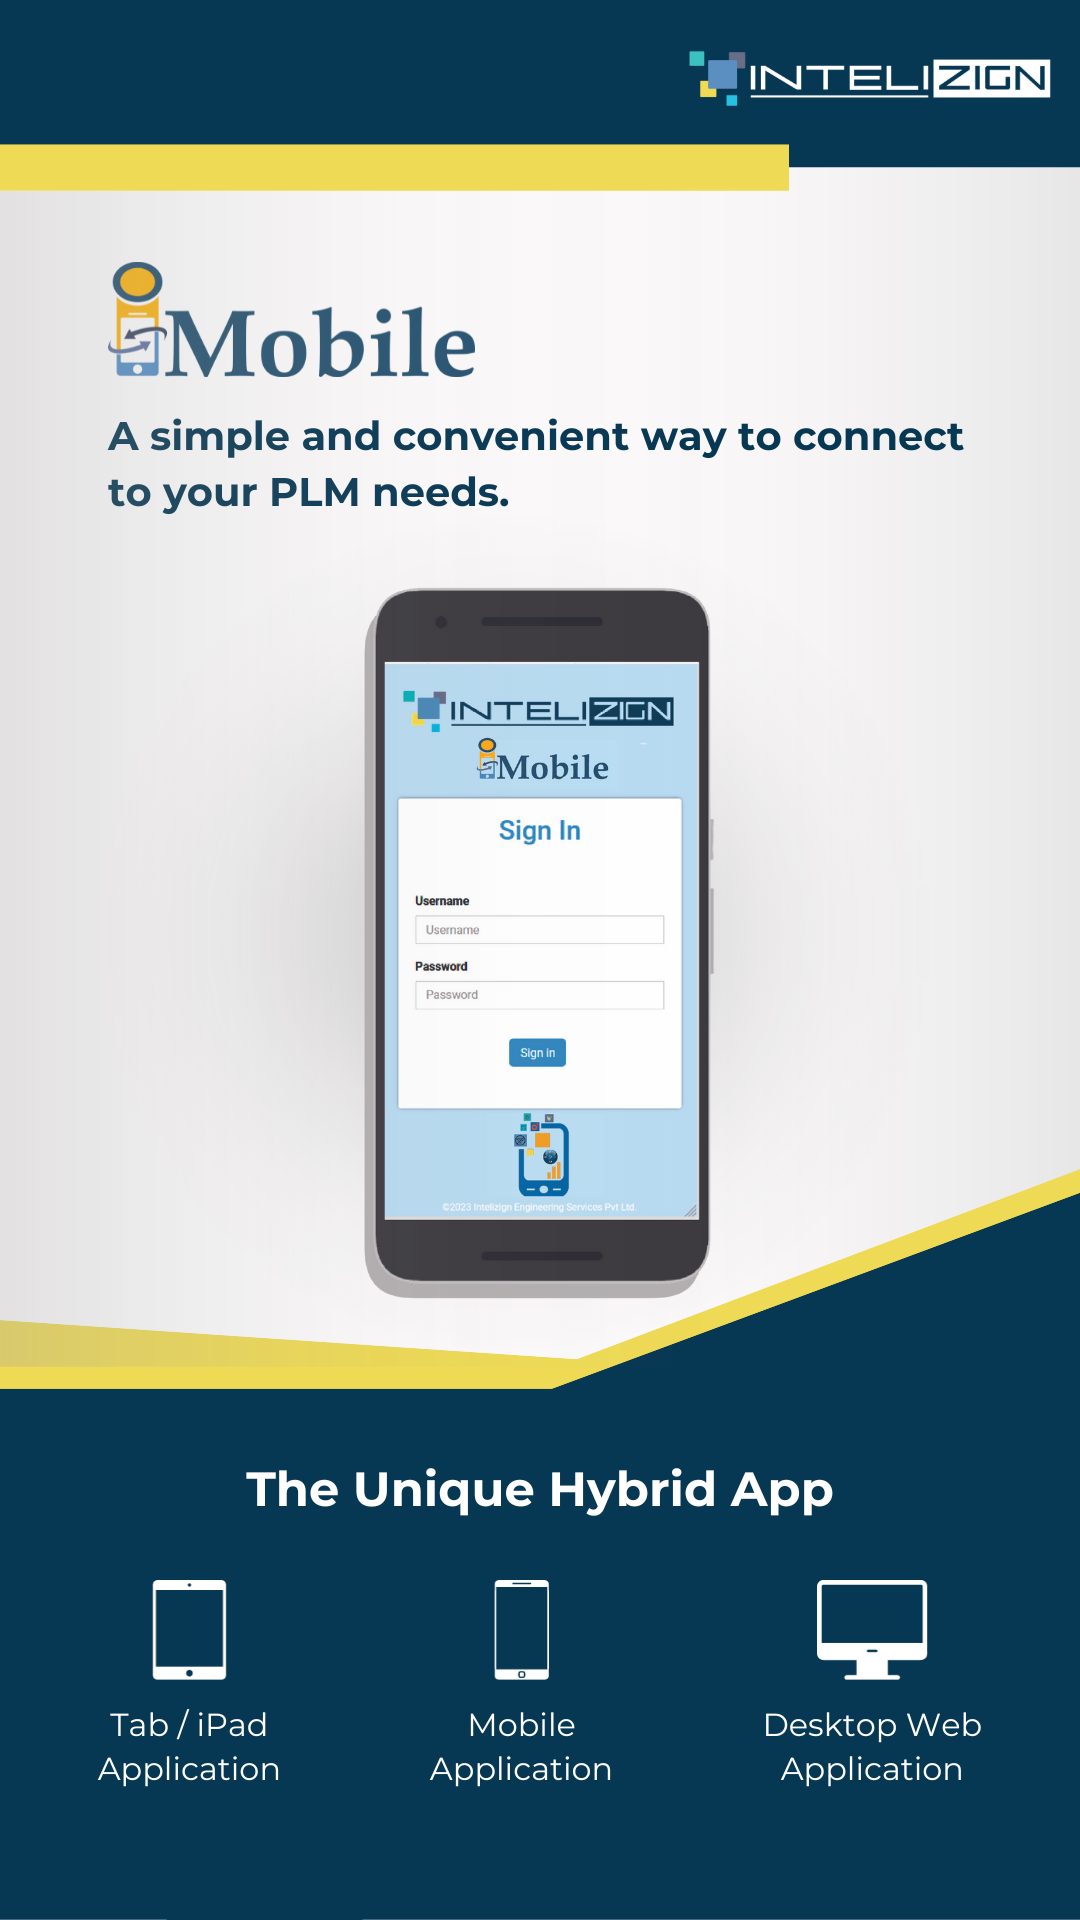 INTELIZIGN
iMobile
A simple and convenient way to connect
to your PLM needs.
INTELIZIGN
iMobile
Sign In
Username
Username
Password
Password
Sign in
©2023 Intelizign Engineering Services Pvt Ltd.
The Unique Hybrid App
Tab / iPad
Application
Mobile
Application
Desktop Web
Application